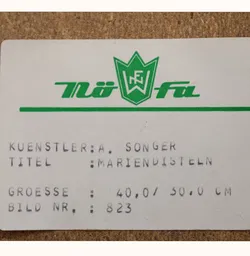 Nöfa
KUENSTLER:A. SONGER
TITEL :MARIENDISTELN
GROESSE : 40,0/ 30,0 CM
BILD NR. : 823